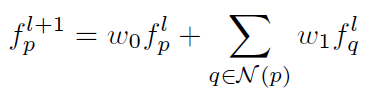 f_p^{l+1} = w_0 f_p^l + \sum_{q \in \mathcal{N}(p)} w_1 f_q^l